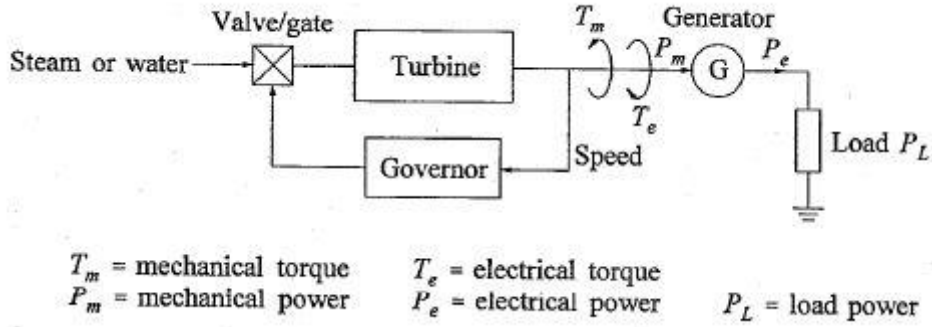 Valve/gate
Steam or water
Turbine
Governor
Speed
T_m
T_e
P_m
Generator
G
P_e
Load P_L
T_m = mechanical torque
T_e = electrical torque
P_m = mechanical power
P_e = electrical power
P_L = load power